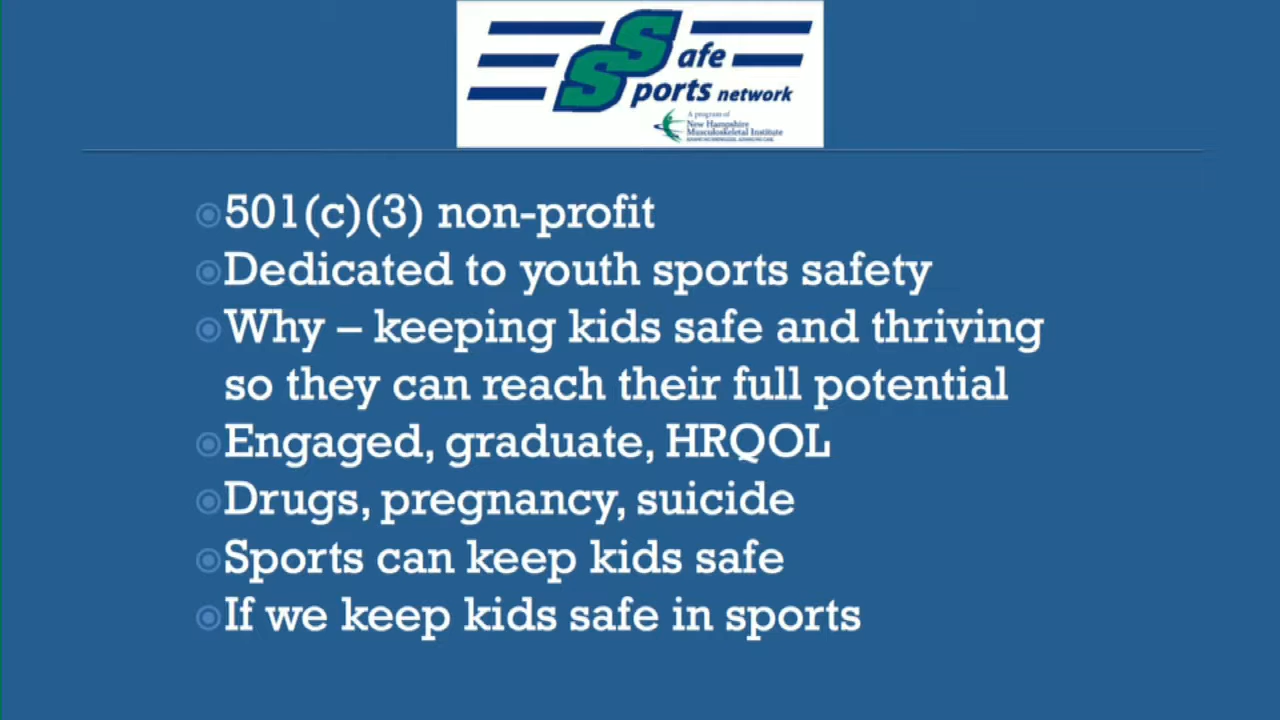 Safe
Sports network
A program of
New Hampshire
Musculoskeletal Institute
501(c)(3) non-profit
Dedicated to youth sports safety
Why – keeping kids safe and thriving
so they can reach their full potential
Engaged, graduate, HRQOL
Drugs, pregnancy, suicide
Sports can keep kids safe
If we keep kids safe in sports